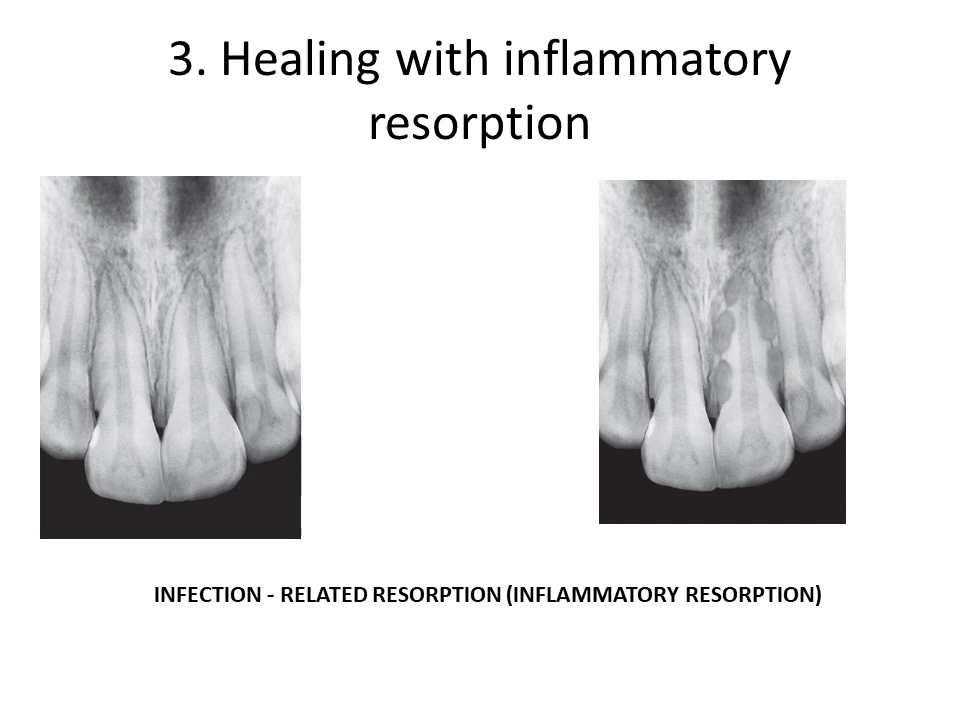 3. Healing with inflammatory
resorption
INFECTION - RELATED RESORPTION (INFLAMMATORY RESORPTION)